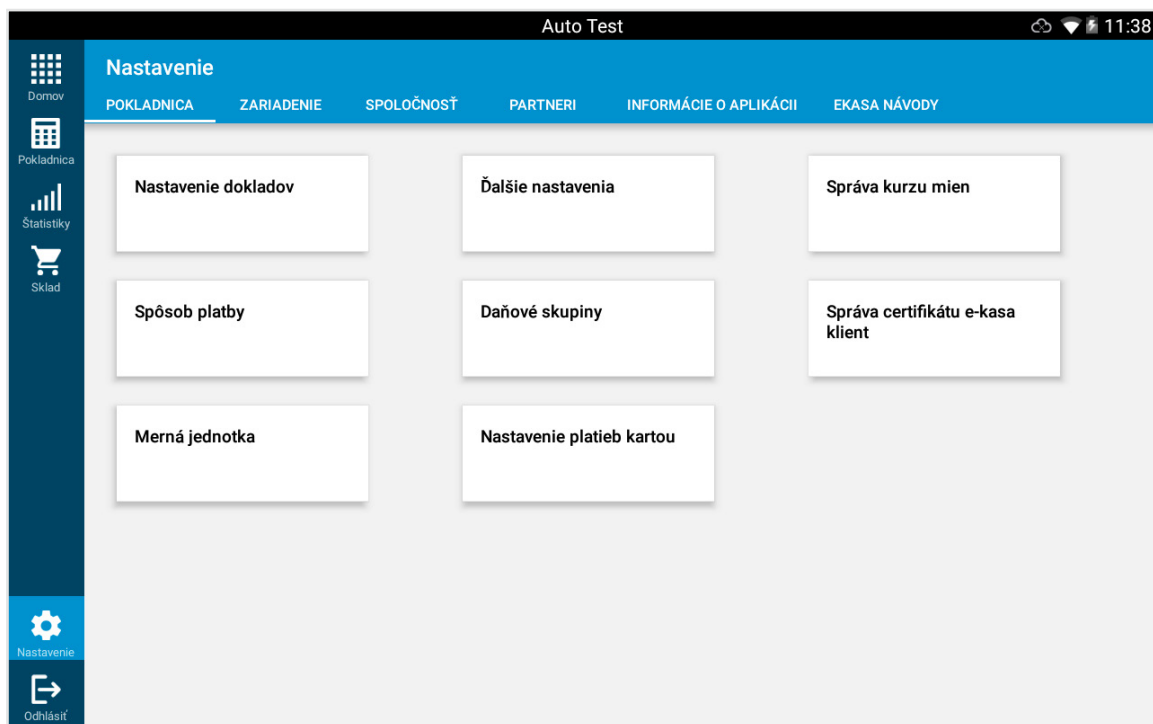 Auto Test
11:38
Domov
Pokladnica
Štatistiky
Sklad
Nastavenie
Odhlásiť
Nastavenie
POKLADNICA ZARIADENIE SPOLOČNOSŤ PARTNERI INFORMÁCIE O APLIKÁCII EKASA NÁVODY
Nastavenie dokladov
Ďalšie nastavenia
Správa kurzu mien
Spôsob platby
Daňové skupiny
Správa certifikátu e-kasa
klient
Merná jednotka
Nastavenie platieb kartou